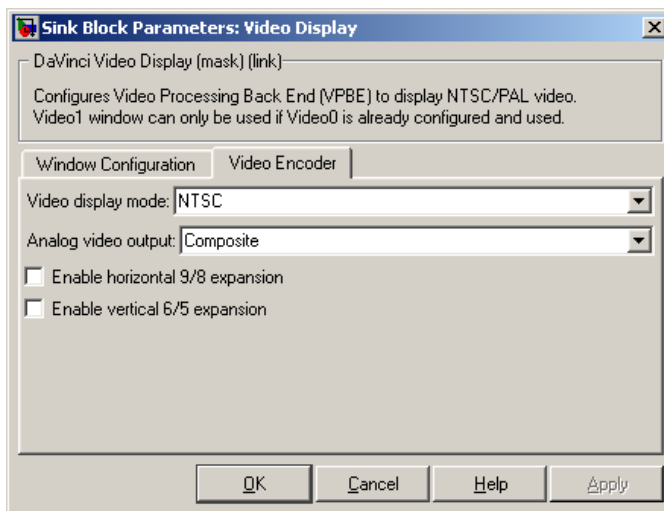 Sink Block Parameters: Video Display
DaVinci Video Display (mask) (link)
Configures Video Processing Back End (VPBE) to display NTSC/PAL video.
Video1 window can only be used if Video0 is already configured and used.
Window Configuration Video Encoder
Video display mode: NTSC
Analog video output: Composite
Enable horizontal 9/8 expansion
Enable vertical 6/5 expansion
OK Cancel Help Apply